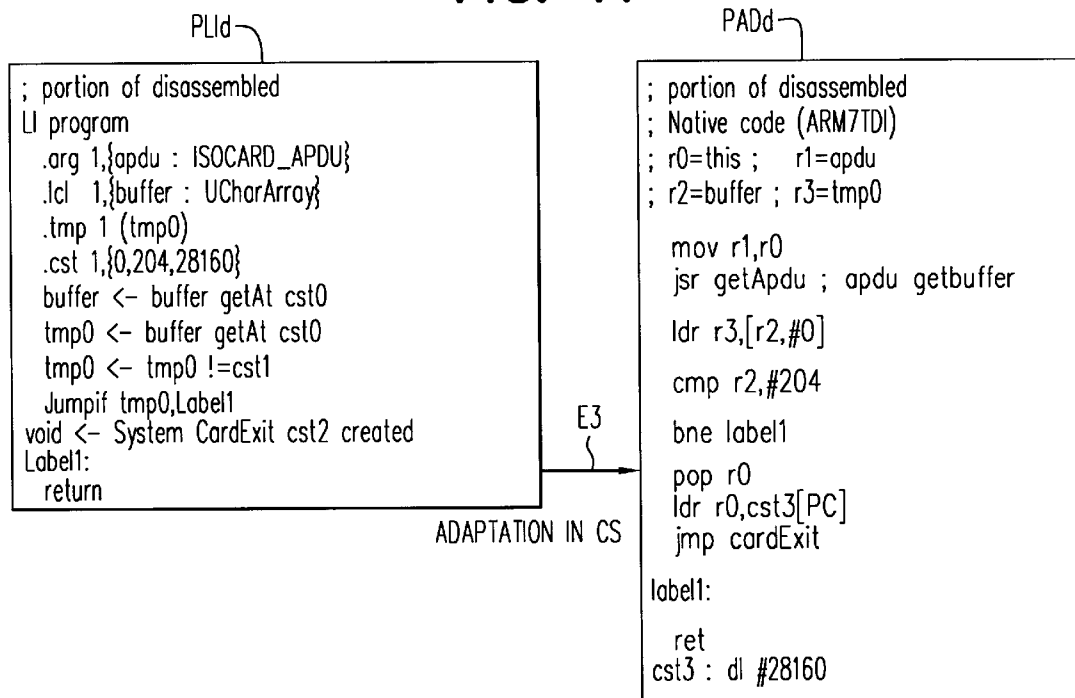 PLId
; portion of disassembled
LI program
.arg 1,{apdu : ISOCARD_APDU}
.lcl 1,{buffer : UCharArray}
.tmp 1 (tmp0)
.cst 1,{0,204,28160}
buffer <- buffer getAt cst0
tmp0 <- buffer getAt cst0
tmp0 <- tmp0 !=cst1
Jumpif tmp0,Label1
void <- System CardExit cst2 created
Label1:
return
E3
ADAPTATION IN CS
PADd
; portion of disassembled
; Native code (ARM7TDI)
; r0=this ; r1=apdu
; r2=buffer ; r3=tmp0
mov r1,r0
jsr getApdu ; apdu getbuffer
ldr r3,[r2,#0]
cmp r2,#204
bne label1
pop r0
ldr r0,cst3[PC]
jmp cardExit
label1:
ret
cst3 : dl #28160